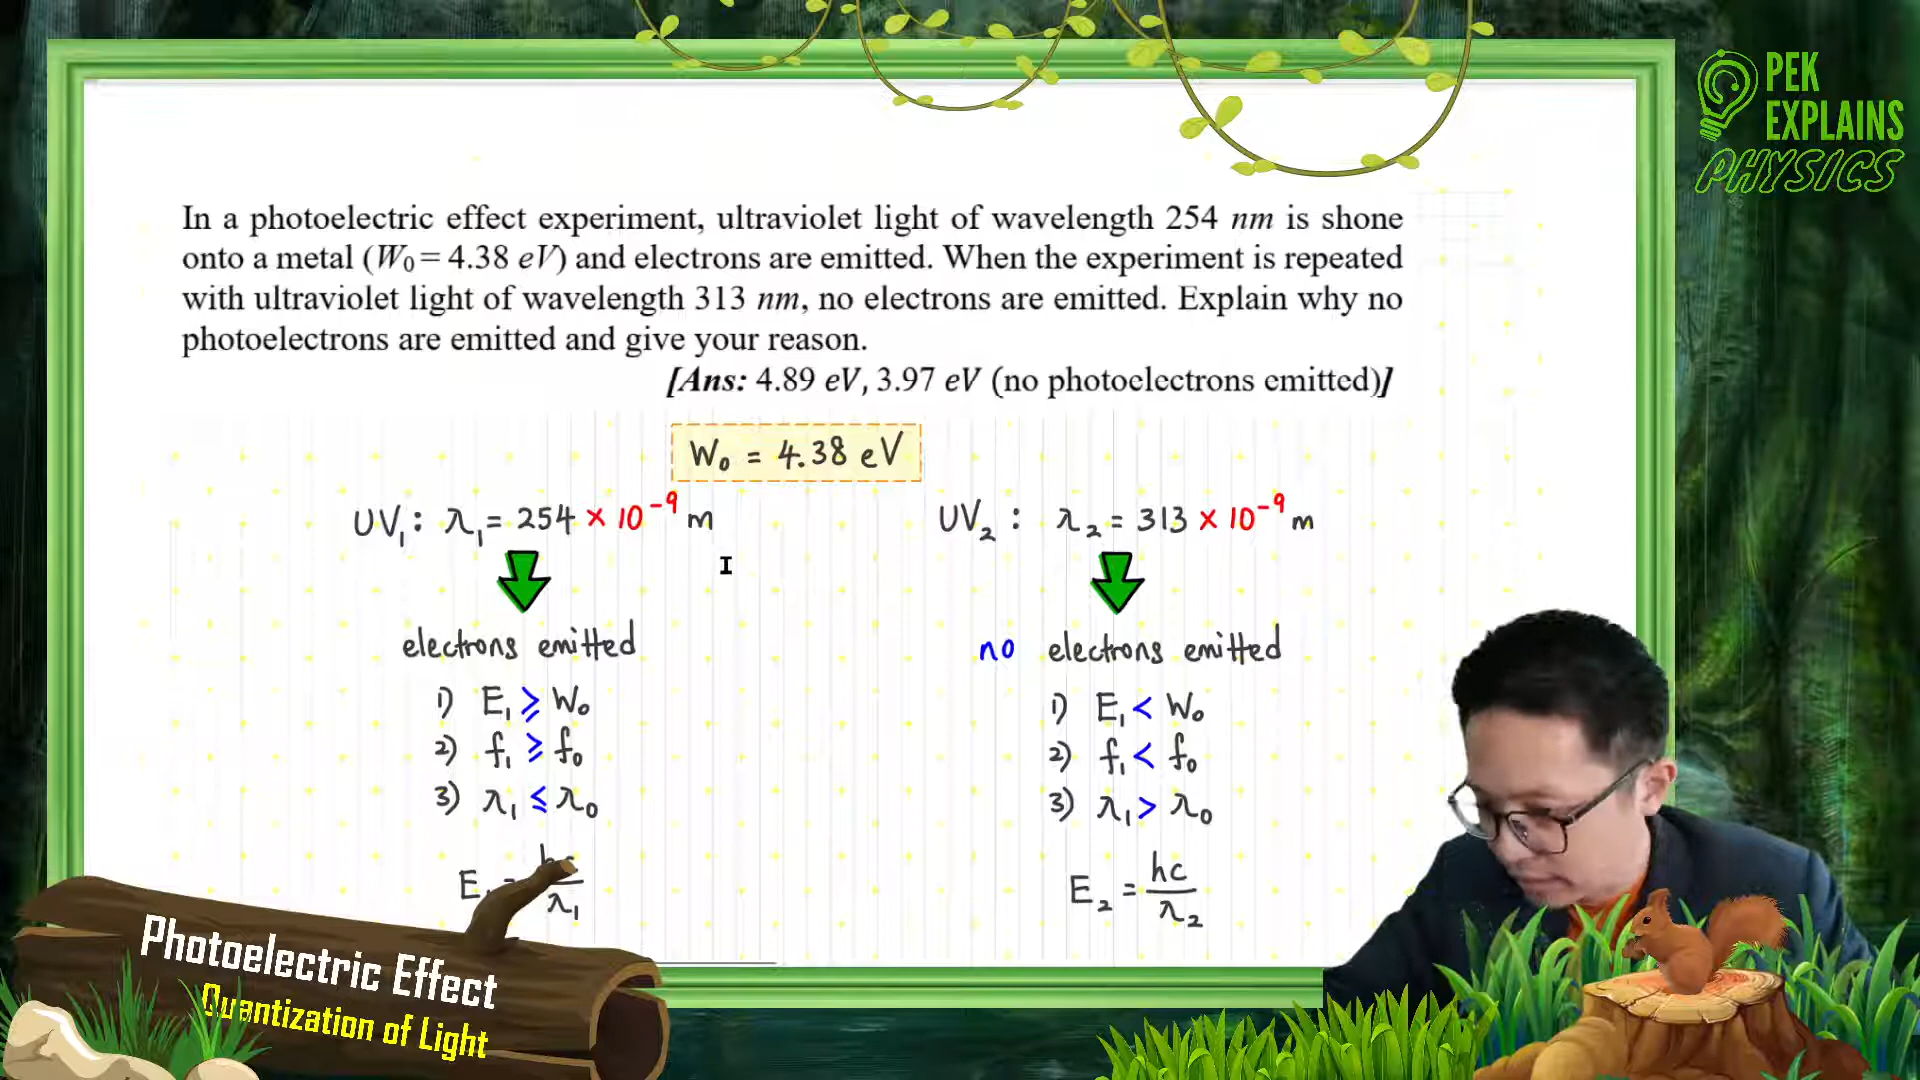 PEK
EXPLAINS
PHYSICS
In a photoelectric effect experiment, ultraviolet light of wavelength 254 nm is shone
onto a metal (W₀ = 4.38 eV) and electrons are emitted. When the experiment is repeated
with ultraviolet light of wavelength 313 nm, no electrons are emitted. Explain why no
photoelectrons are emitted and give your reason.
[Ans: 4.89 eV, 3.97 eV (no photoelectrons emitted)]
W₀ = 4.38 eV
UV₁: λ₁ = 254 × 10⁻⁹ m
electrons emitted
1) E₁ ≥ W₀
2) f₁ ≥ f₀
3) λ₁ ≤ λ₀
E = hc/λ₁
UV₂: λ₂ = 313 × 10⁻⁹ m
no electrons emitted
1) E₁ < W₀
2) f₁ < f₀
3) λ₁ > λ₀
E₂ = hc/λ₂
Photoelectric Effect
Quantization of Light